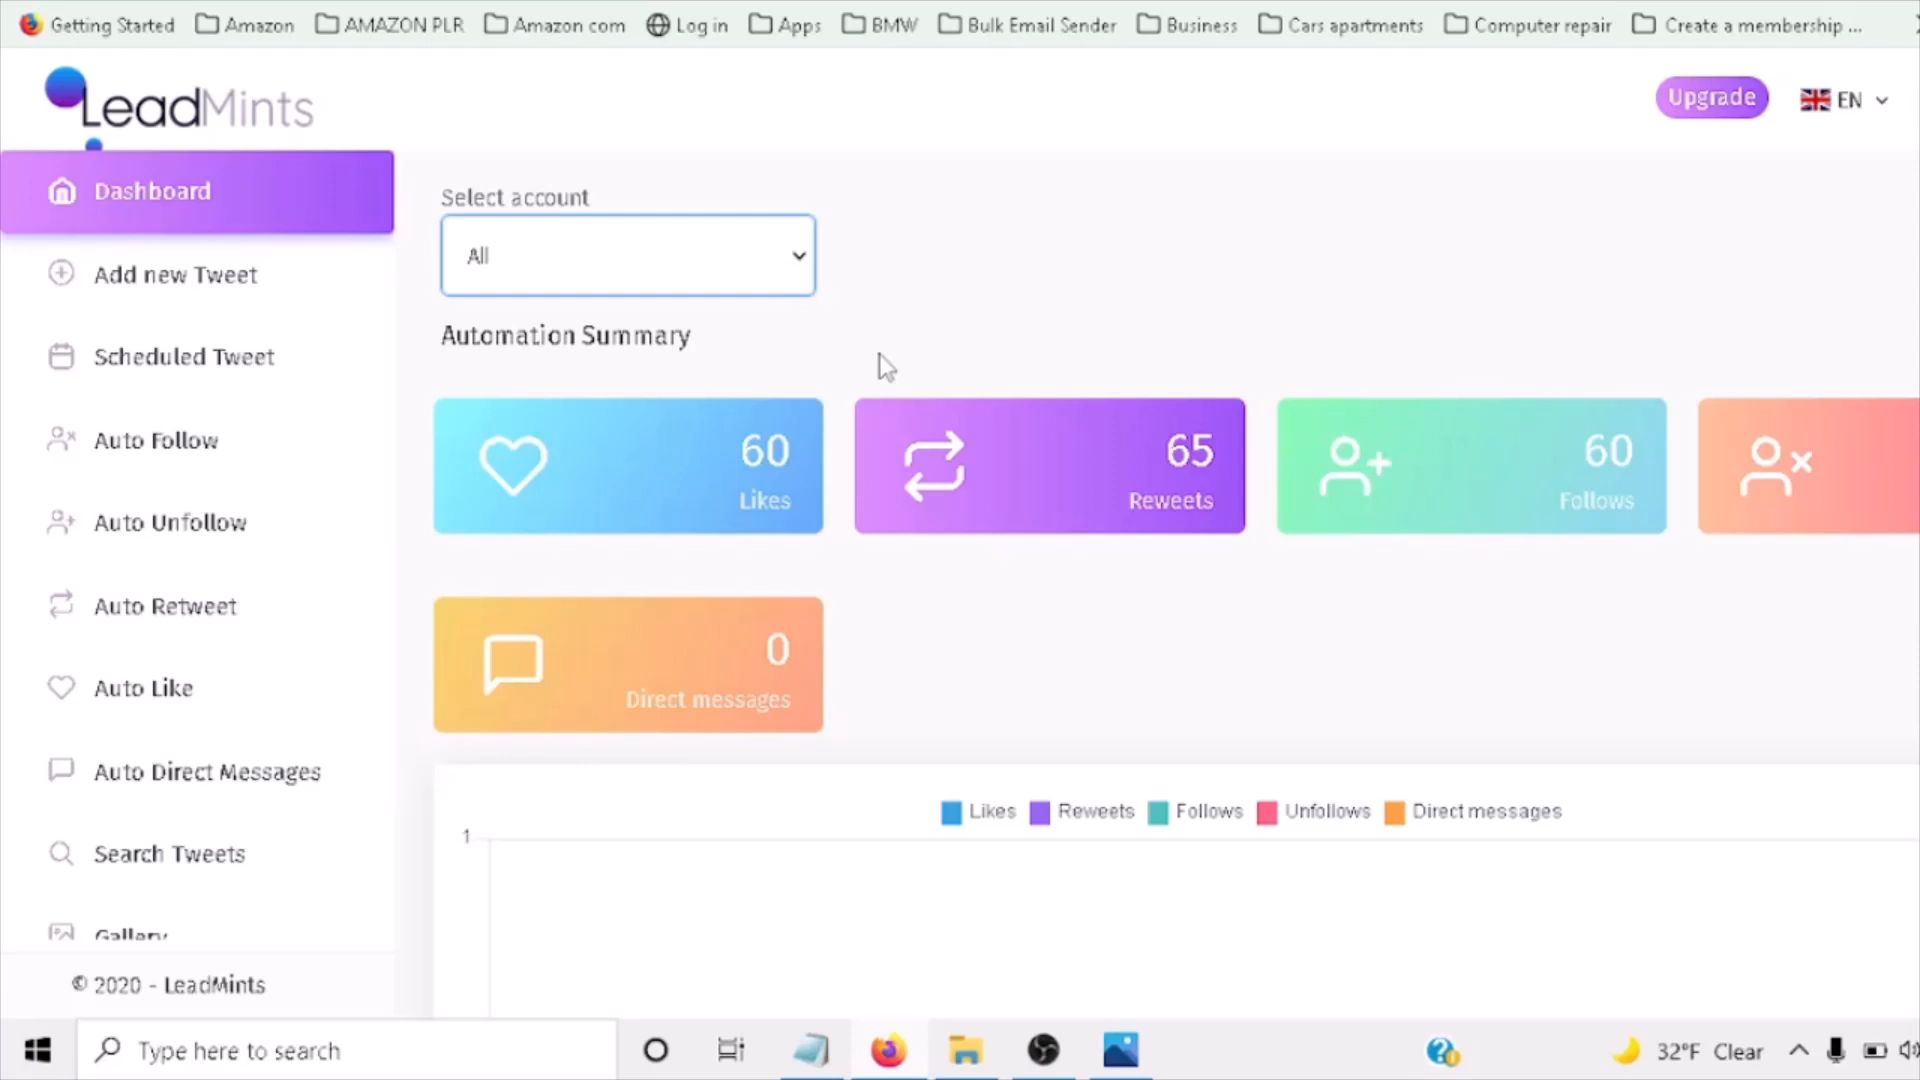 Getting Started Amazon AMAZON PLR Amazon com Log in Apps BMW Bulk Email Sender Business Cars apartments Computer repair Create a membership ...
LeadMints
Upgrade
EN
Dashboard
Add new Tweet
Scheduled Tweet
Auto Follow
Auto Unfollow
Auto Retweet
Auto Like
Auto Direct Messages
Search Tweets
Gallery
© 2020 - LeadMints
Select account
All
Automation Summary
60
Likes
65
Reweets
60
Follows
0
Direct messages
Likes Reweets Follows Unfollows Direct messages
1
Type here to search
32°F Clear